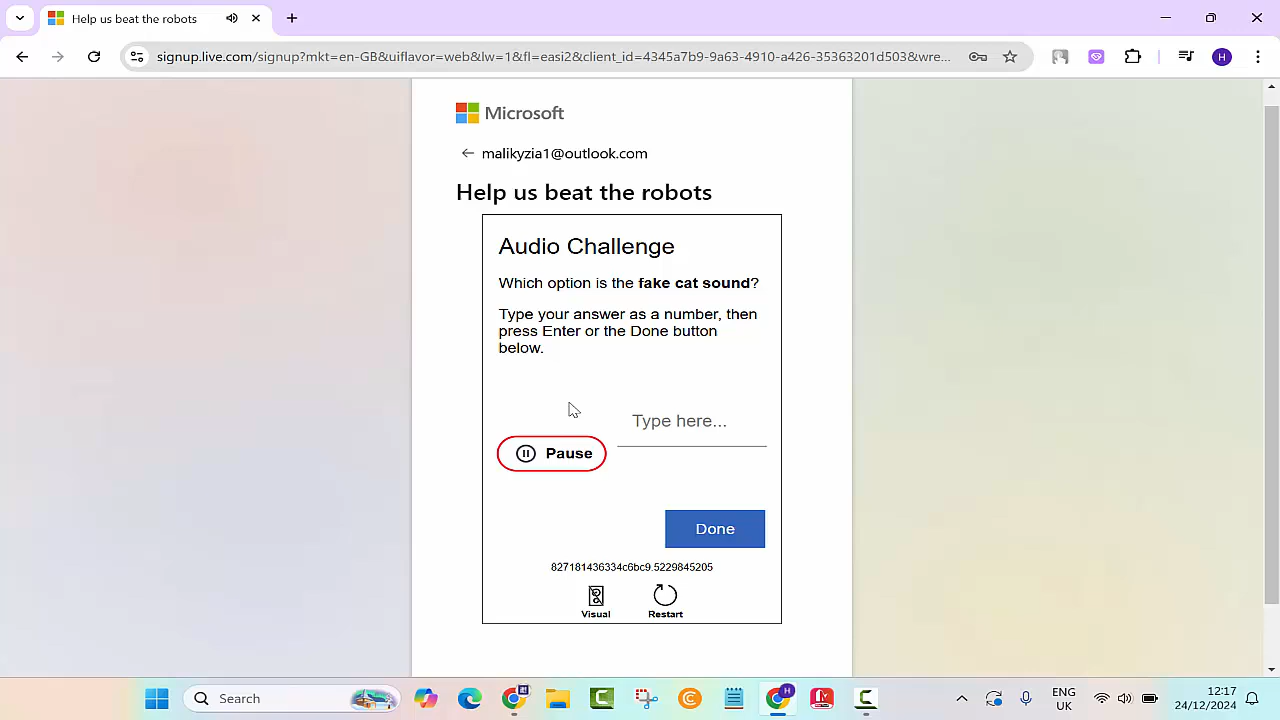 Help us beat the robots
signup.live.com/signup?mkt=en-GB&uiflavor=web&lw=1&fl=easi2&client_id=4345a7b9-9a63-4910-a426-35363201d503&wre...
H
Microsoft
malikyzia1@outlook.com
Help us beat the robots
Audio Challenge
Which option is the fake cat sound?
Type your answer as a number, then
press Enter or the Done button
below.
Type here...
Pause
Done
827181436334c6bc9.5229845205
Visual
Restart
Search
H
ENG
UK
12:17
24/12/2024